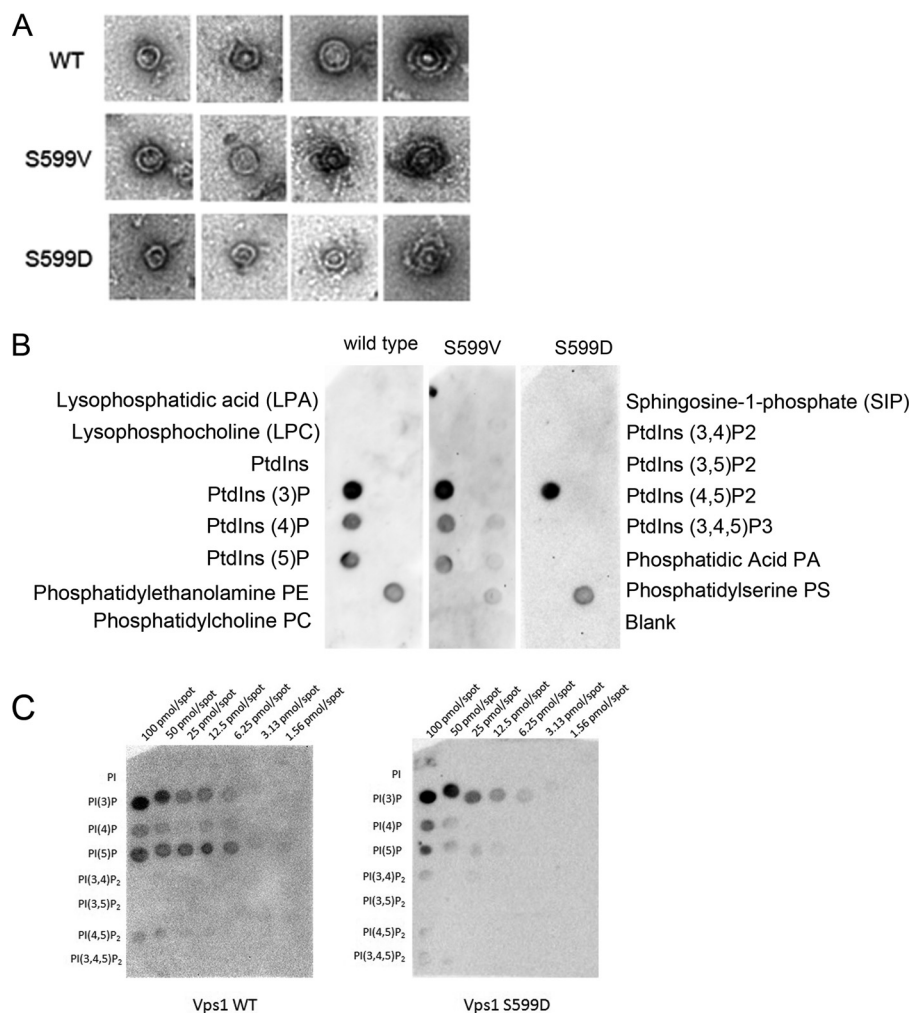 A
WT
S599V
S599D
B
wild type S599V S599D
Lysophosphatidic acid (LPA)
Lysophosphocholine (LPC)
PtdIns
PtdIns (3)P
PtdIns (4)P
PtdIns (5)P
Phosphatidylethanolamine PE
Phosphatidylcholine PC
Sphingosine-1-phosphate (SIP)
PtdIns (3,4)P2
PtdIns (3,5)P2
PtdIns (4,5)P2
PtdIns (3,4,5)P3
Phosphatidic Acid PA
Phosphatidylserine PS
Blank
C
100 pmol/spot
50 pmol/spot
25 pmol/spot
12.5 pmol/spot
6.25 pmol/spot
3.13 pmol/spot
1.56 pmol/spot
PI
PI(3)P
PI(4)P
PI(5)P
PI(3,4)P2
PI(3,5)P2
PI(4,5)P2
PI(3,4,5)P2
Vps1 WT
100 pmol/spot
50 pmol/spot
25 pmol/spot
12.5 pmol/spot
6.25 pmol/spot
3.13 pmol/spot
1.56 pmol/spot
PI
PI(3)P
PI(4)P
PI(5)P
PI(3,4)P2
PI(3,5)P2
PI(4,5)P2
PI(3,4,5)P2
Vps1 S599D